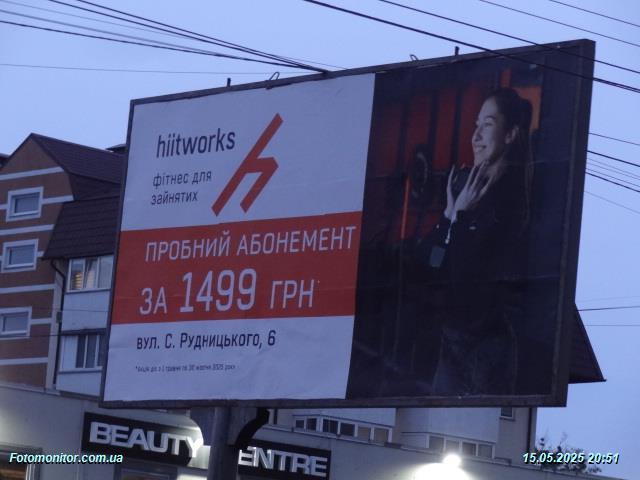 hiitworks
фітнес для
зайнятих
ПРОБНИЙ АБОНЕМЕНТ
ЗА 1499 ГРН
вул. С. Рудницького, 6
BEAUTY CENTRE
Fotomonitor.com.ua
15.05.2025 20:51